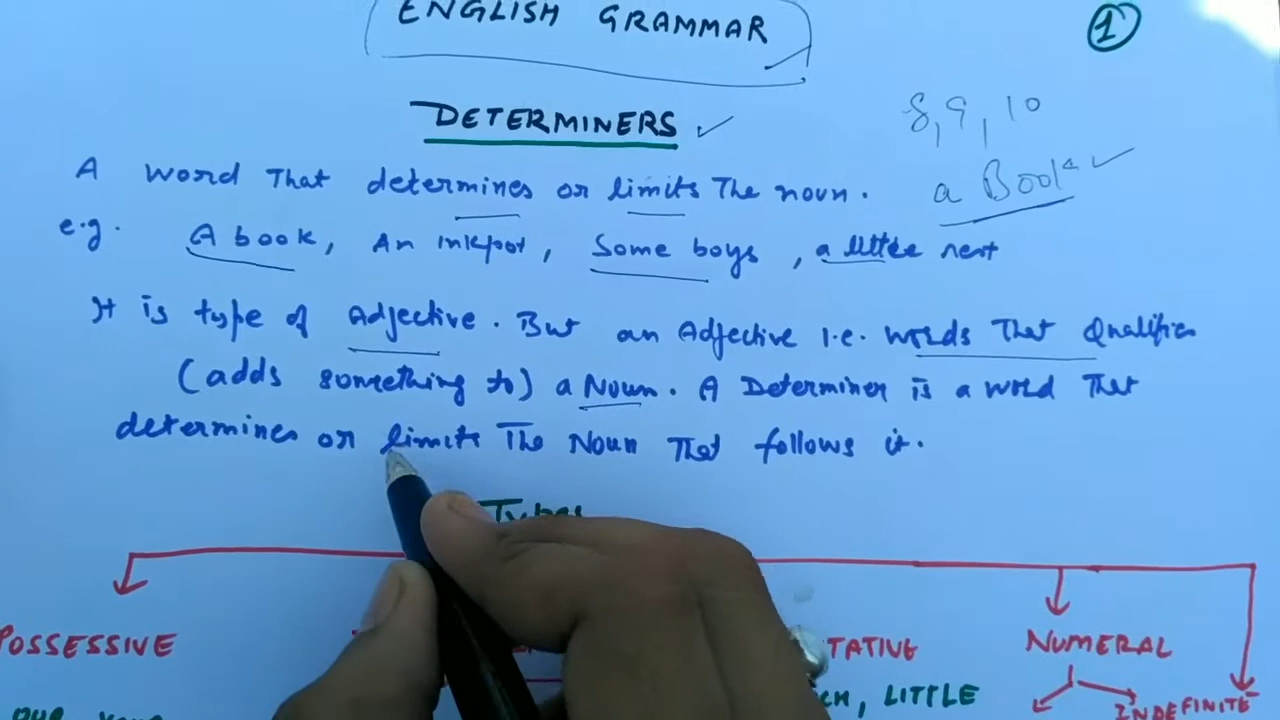 ENGLISH GRAMMAR
1
DETERMINERS
8, 9, 10
A word That determines or limits The noun.
a Book
e.g. A book, An inkpot, Some boys, a little rest
It is type of Adjective. But an Adjective i.e. words That Qualifies
(adds something to) a Noun. A Determiner is a word That
determines or limits The Noun That follows it.
Types
POSSESSIVE
TATIVE
NUMERAL
LITTLE
INDEFINITE